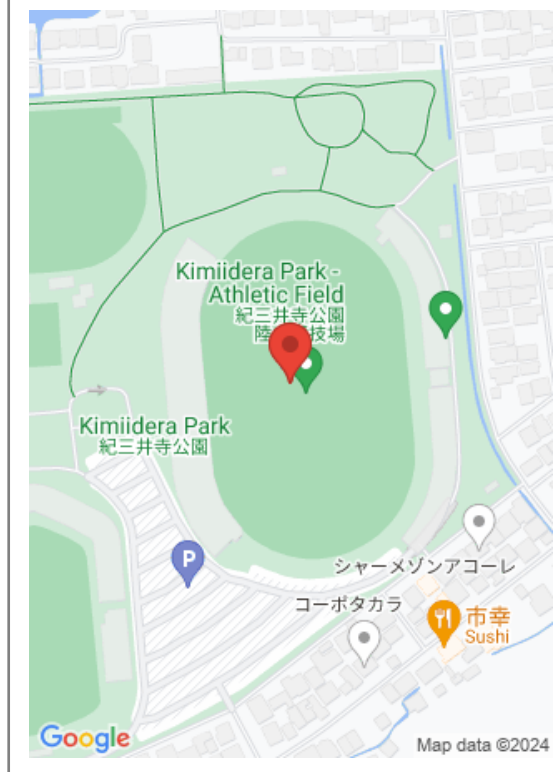 Kimiidera Park -
Athletic Field
紀三井寺公園
陸 技場
Kimiidera Park
紀三井寺公園
P
シャーメゾンアコーレ
コーポタカラ
市幸
Sushi
Google
Map data ©2024